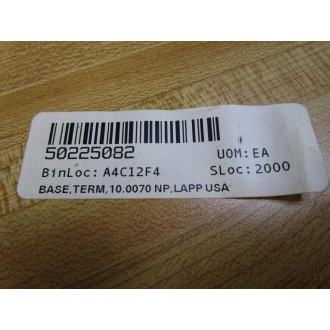 50225082 UOM:EA
BinLoc: A4C12F4 SLoc:2000
BASE,TERM,10.0070 NP,LAPP USA